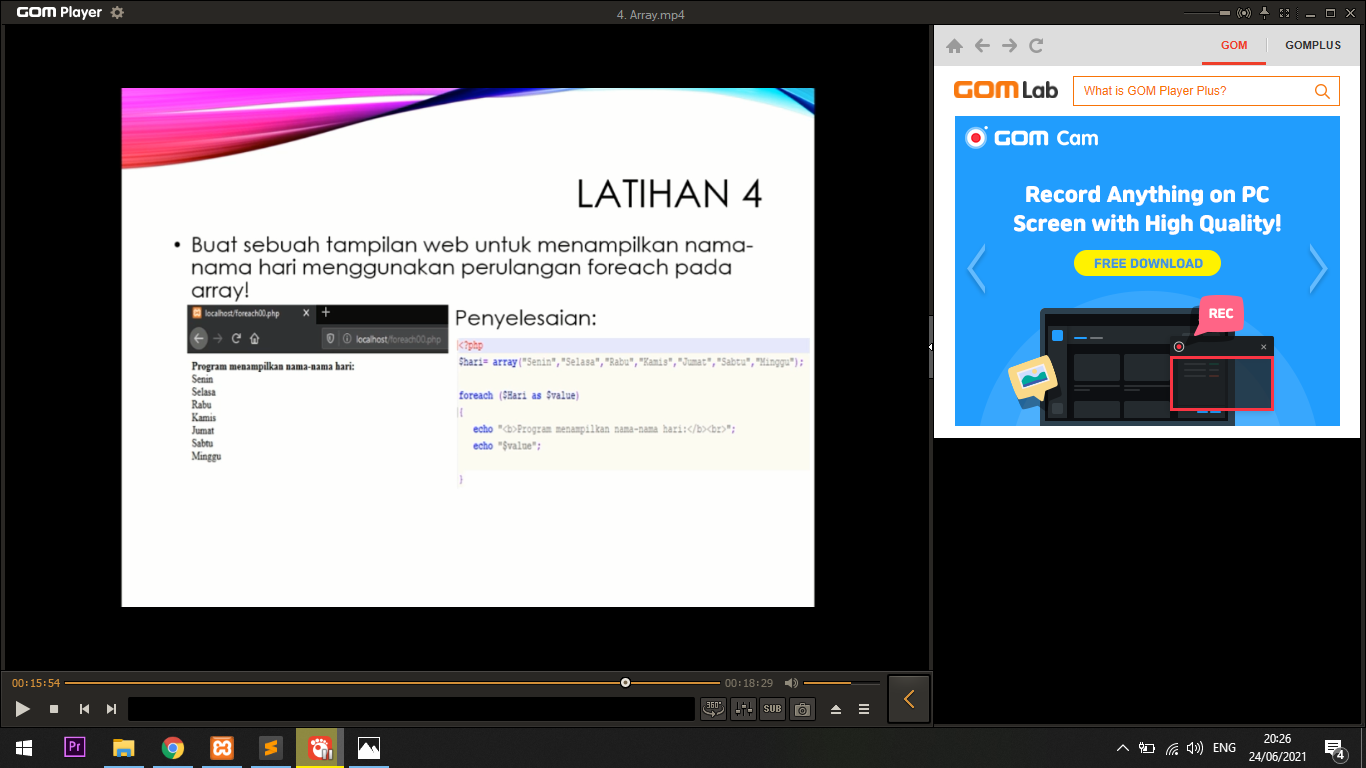 GOM Player
4. Array.mp4
GOM
GOMPLUS
GOM Lab
What is GOM Player Plus?
GOM Cam
Record Anything on PC
Screen with High Quality!
FREE DOWNLOAD
REC
LATIHAN 4
• Buat sebuah tampilan web untuk menampilkan nama-
nama hari menggunakan perulangan foreach pada
array!
localhost/foreach00.php
localhost/foreach00.php
Program menampilkan nama-nama hari:
Senin
Selasa
Rabu
Kamis
Jumat
Sabtu
Minggu
Penyelesaian:
<?php
$hari= array("Senin","Selasa","Rabu","Kamis","Jumat","Sabtu","Minggu");
foreach ($Hari as $value)
{
echo "<b>Program menampilkan nama-nama hari:</b><br>";
echo "$value";
}
00:15:54
00:18:29
360°
SUB
Pr
ENG
20:26
24/06/2021
4